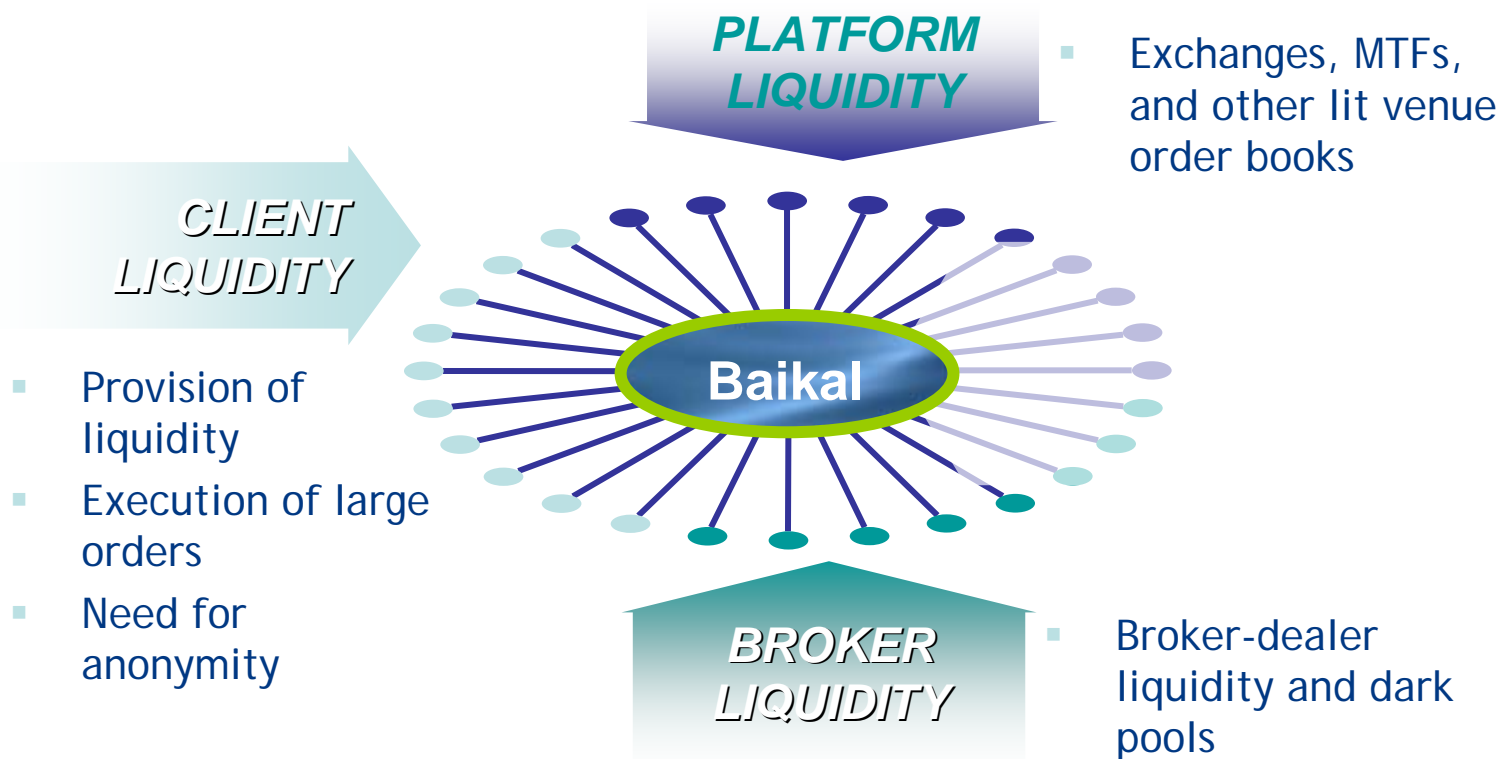 PLATFORM
LIQUIDITY
Exchanges, MTFs,
and other lit venue
order books
CLIENT
LIQUIDITY
Provision of
liquidity
Execution of large
orders
Need for
anonymity
Baikal
BROKER
LIQUIDITY
Broker-dealer
liquidity and dark
pools